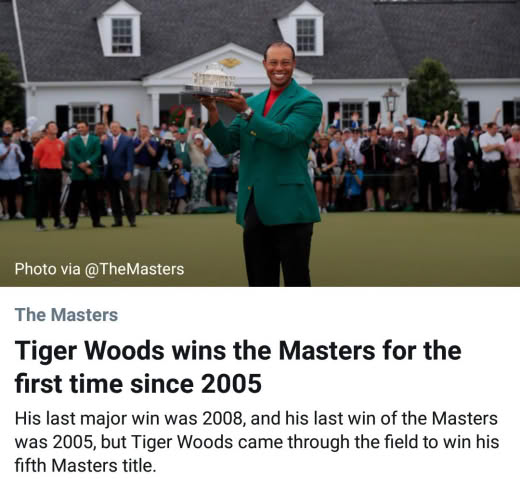 Photo via @TheMasters
The Masters
Tiger Woods wins the Masters for the
first time since 2005
His last major win was 2008, and his last win of the Masters
was 2005, but Tiger Woods came through the field to win his
fifth Masters title.